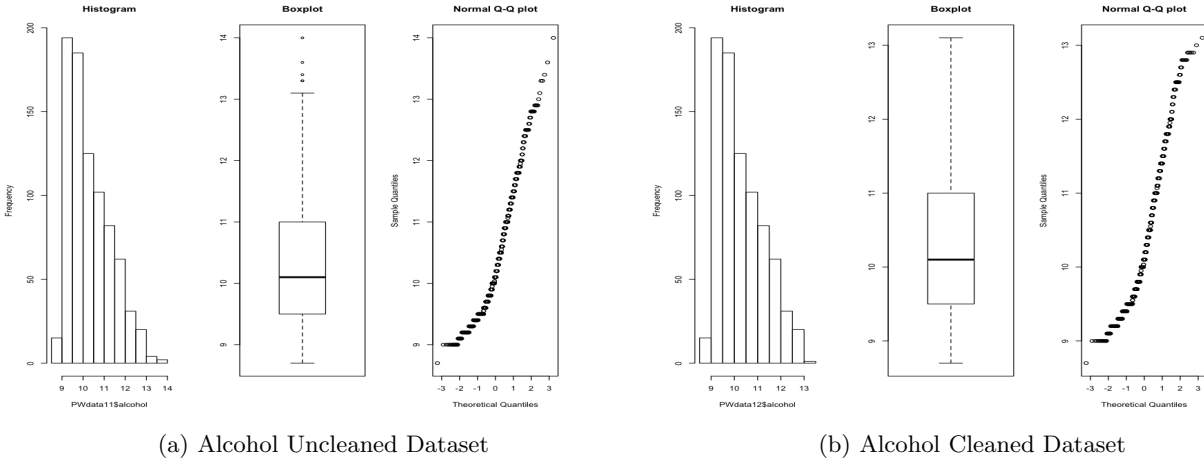 Histogram
Boxplot
Normal Q-Q plot
Frequency
0
50
100
150
200
9 10 11 12 13 14
PWdata11$alcohol
9
10
11
12
13
14
Sample Quantiles
9
10
11
12
13
14
-3 -2 -1 0 1 2 3
Theoretical Quantiles
(a) Alcohol Uncleaned Dataset
Histogram
Boxplot
Normal Q-Q plot
Frequency
0
50
100
150
200
9 10 11 12 13
PWdata12$alcohol
9
10
11
12
13
Sample Quantiles
9
10
11
12
13
-3 -2 -1 0 1 2 3
Theoretical Quantiles
(b) Alcohol Cleaned Dataset